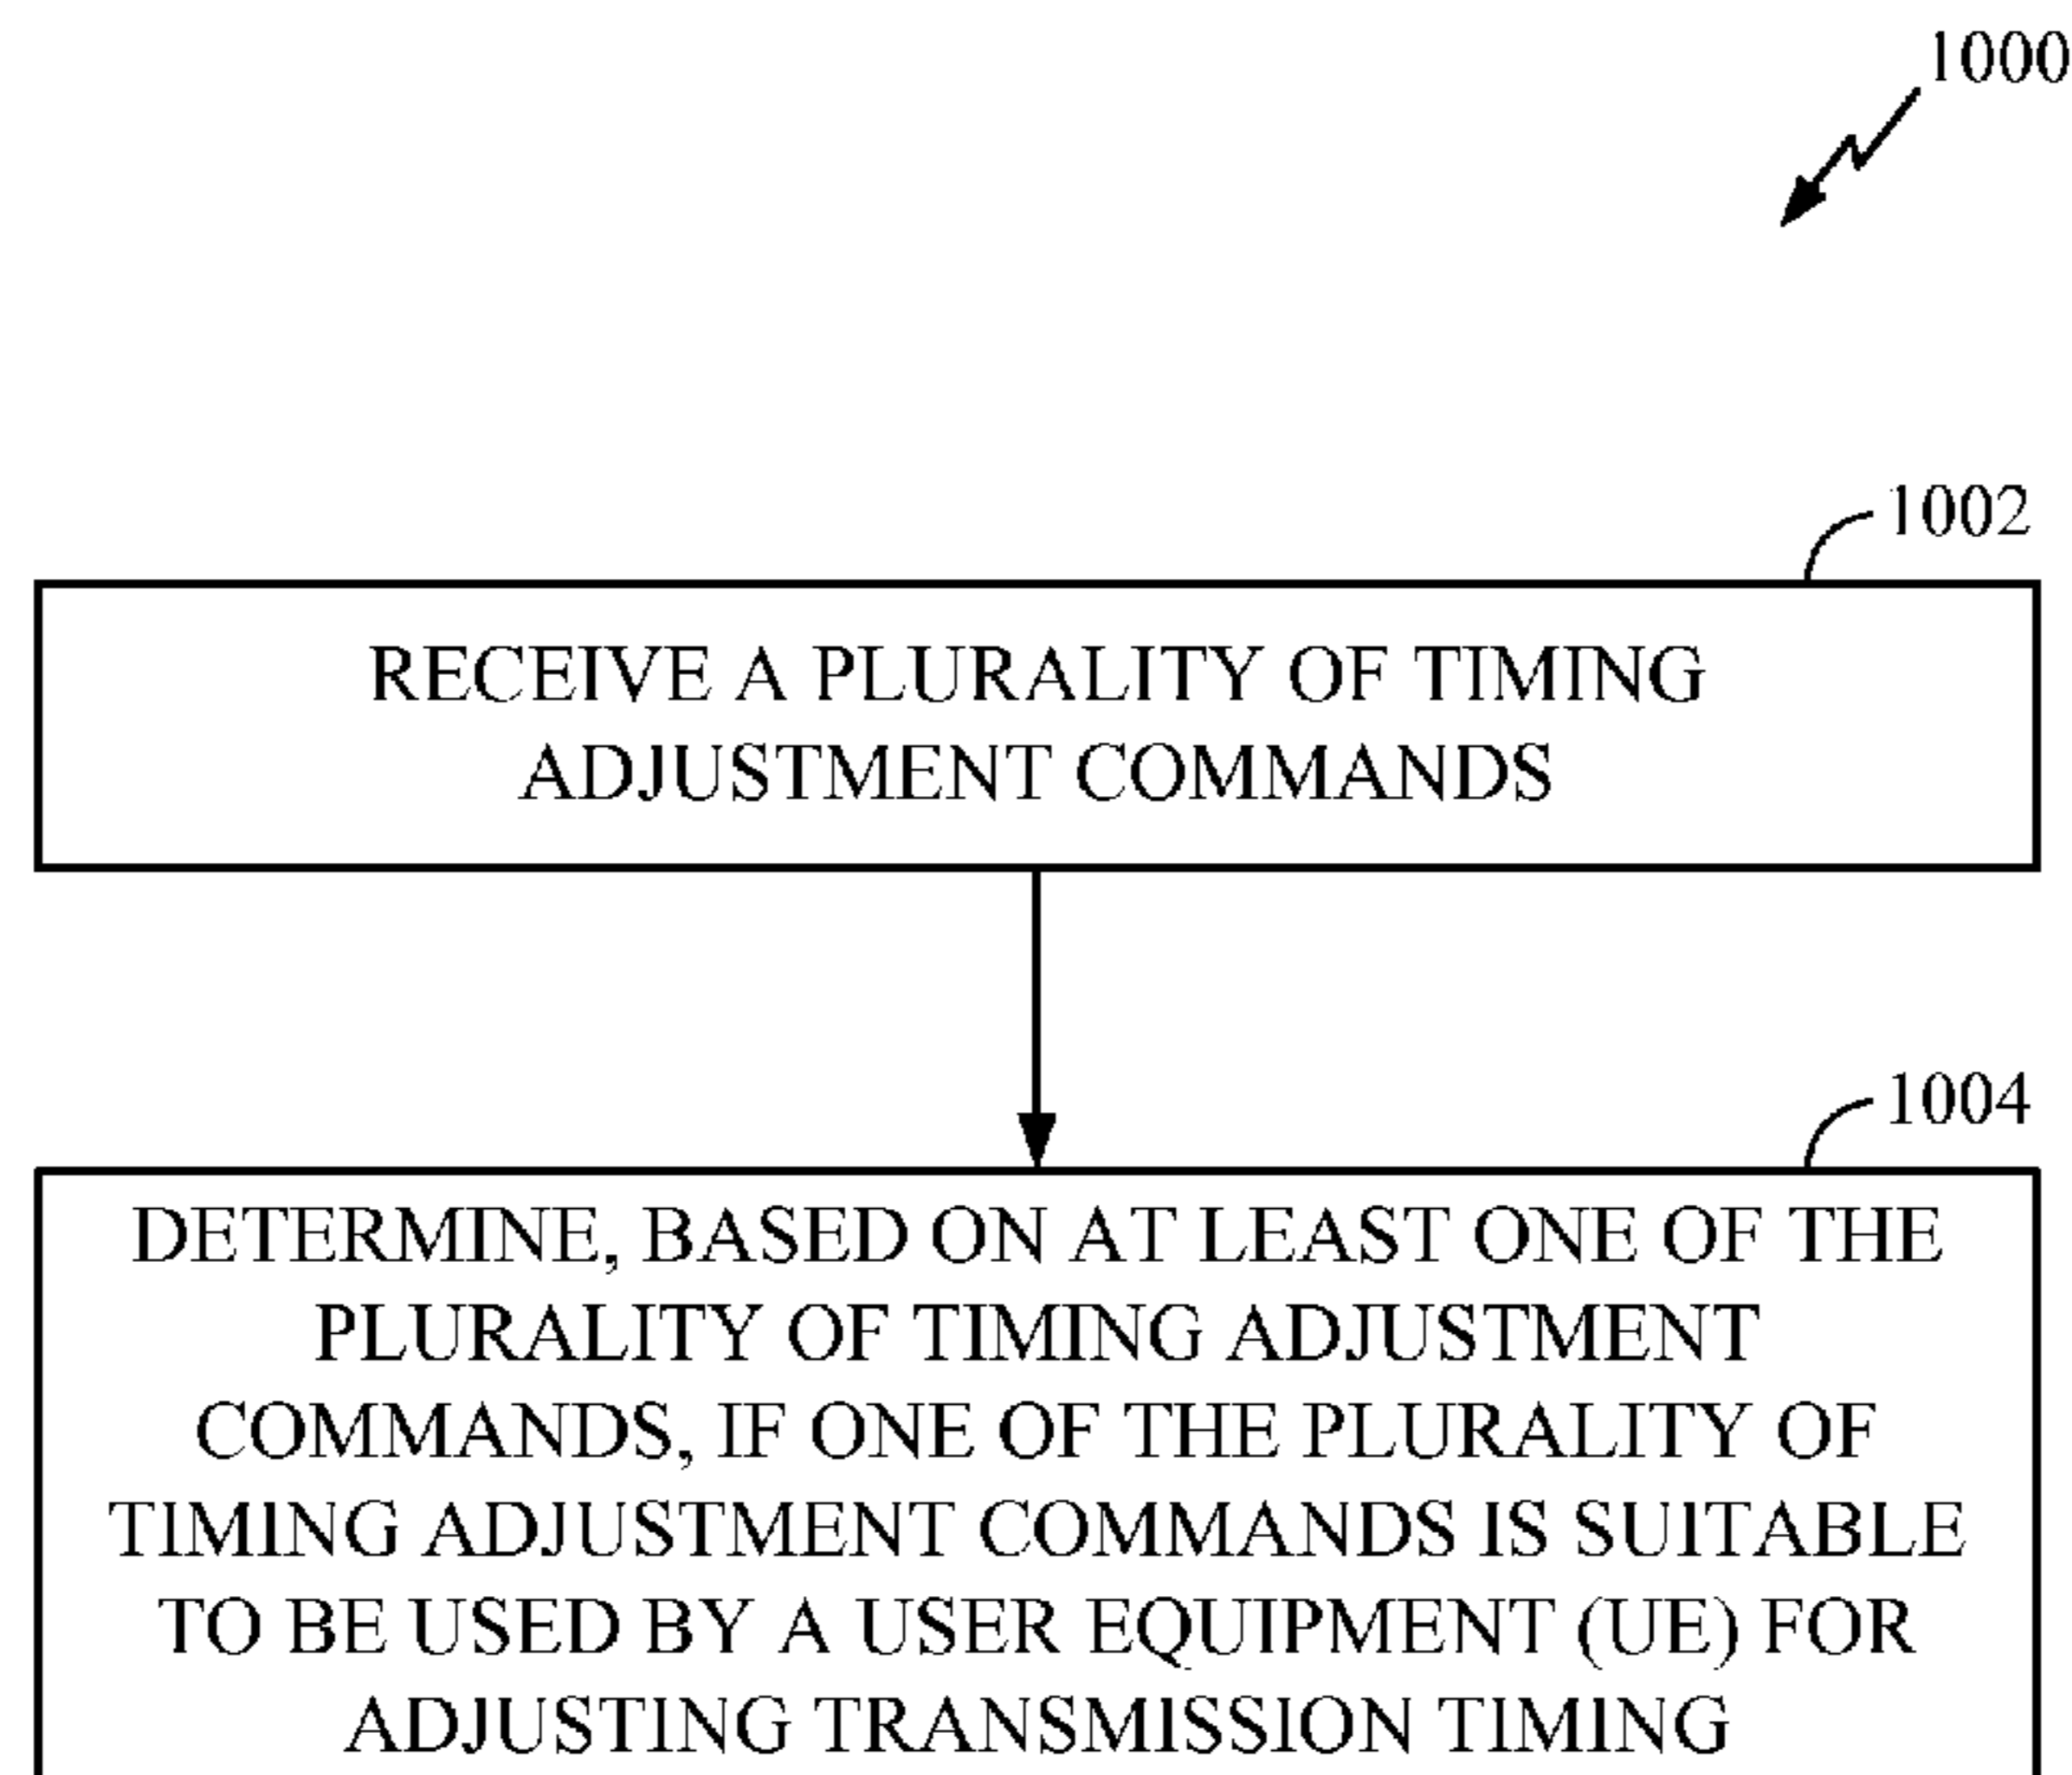 1000
1002
RECEIVE A PLURALITY OF TIMING
ADJUSTMENT COMMANDS
1004
DETERMINE, BASED ON AT LEAST ONE OF THE
PLURALITY OF TIMING ADJUSTMENT
COMMANDS, IF ONE OF THE PLURALITY OF
TIMING ADJUSTMENT COMMANDS IS SUITABLE
TO BE USED BY A USER EQUIPMENT (UE) FOR
ADJUSTING TRANSMISSION TIMING